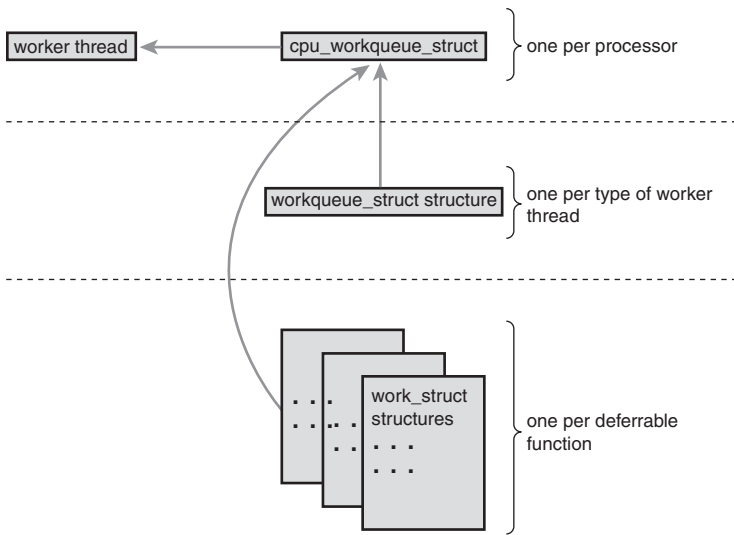 worker thread
cpu_workqueue_struct
one per processor
workqueue_struct structure
one per type of worker
thread
work_struct
structures
one per deferrable
function